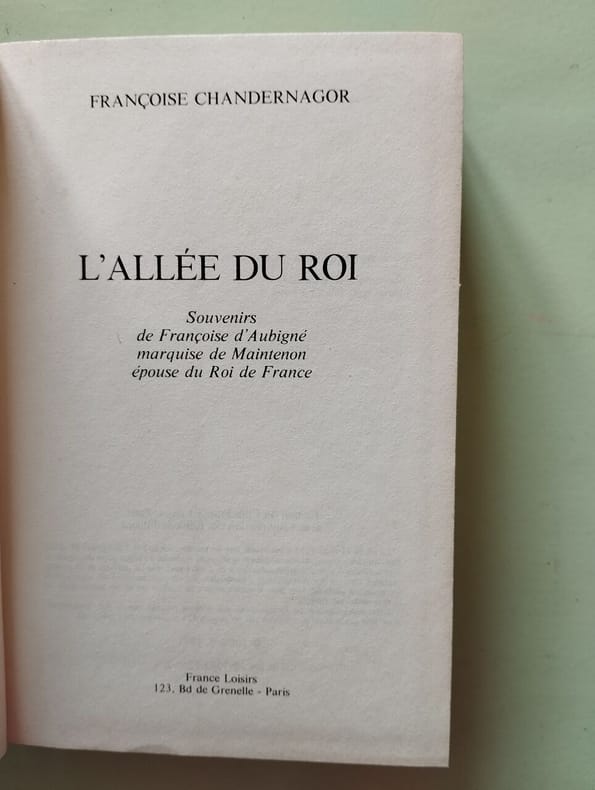 FRANÇOISE CHANDERNAGOR
L'ALLÉE DU ROI
Souvenirs
de Françoise d'Aubigné
marquise de Maintenon
épouse du Roi de France
France Loisirs
123, Bd de Grenelle - Paris